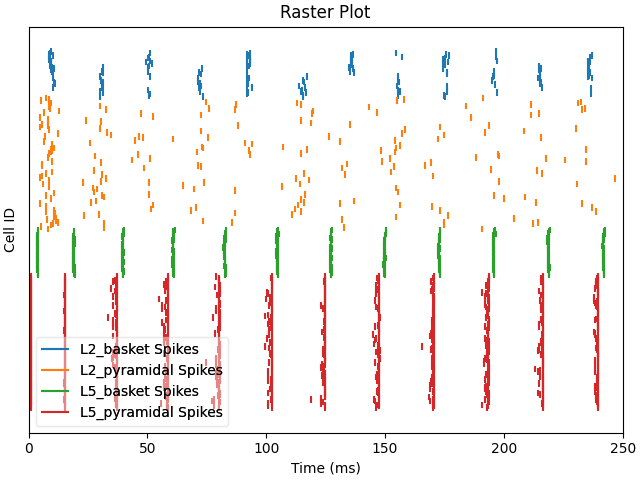 Raster Plot
Cell ID
L2_basket Spikes
L2_pyramidal Spikes
L5_basket Spikes
L5_pyramidal Spikes
0 50 100 150 200 250
Time (ms)